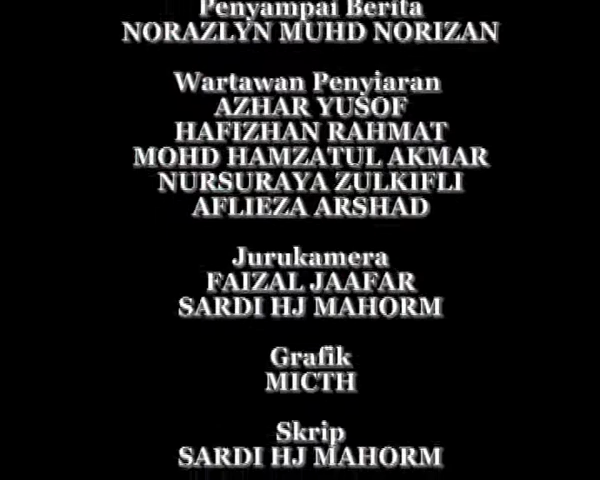 Penyampai Berita
NORAZLYN MUHD NORIZAN
Wartawan Penyiaran
AZHAR YUSOF
HAFIZHAN RAHMAT
MOHD HAMZATUL AKMAR
NURSURAYA ZULKIFLI
AFLIEZA ARSHAD
Jurukamera
FAIZAL JAAFAR
SARDI HJ MAHORM
Grafik
MICTH
Skrip
SARDI HJ MAHORM